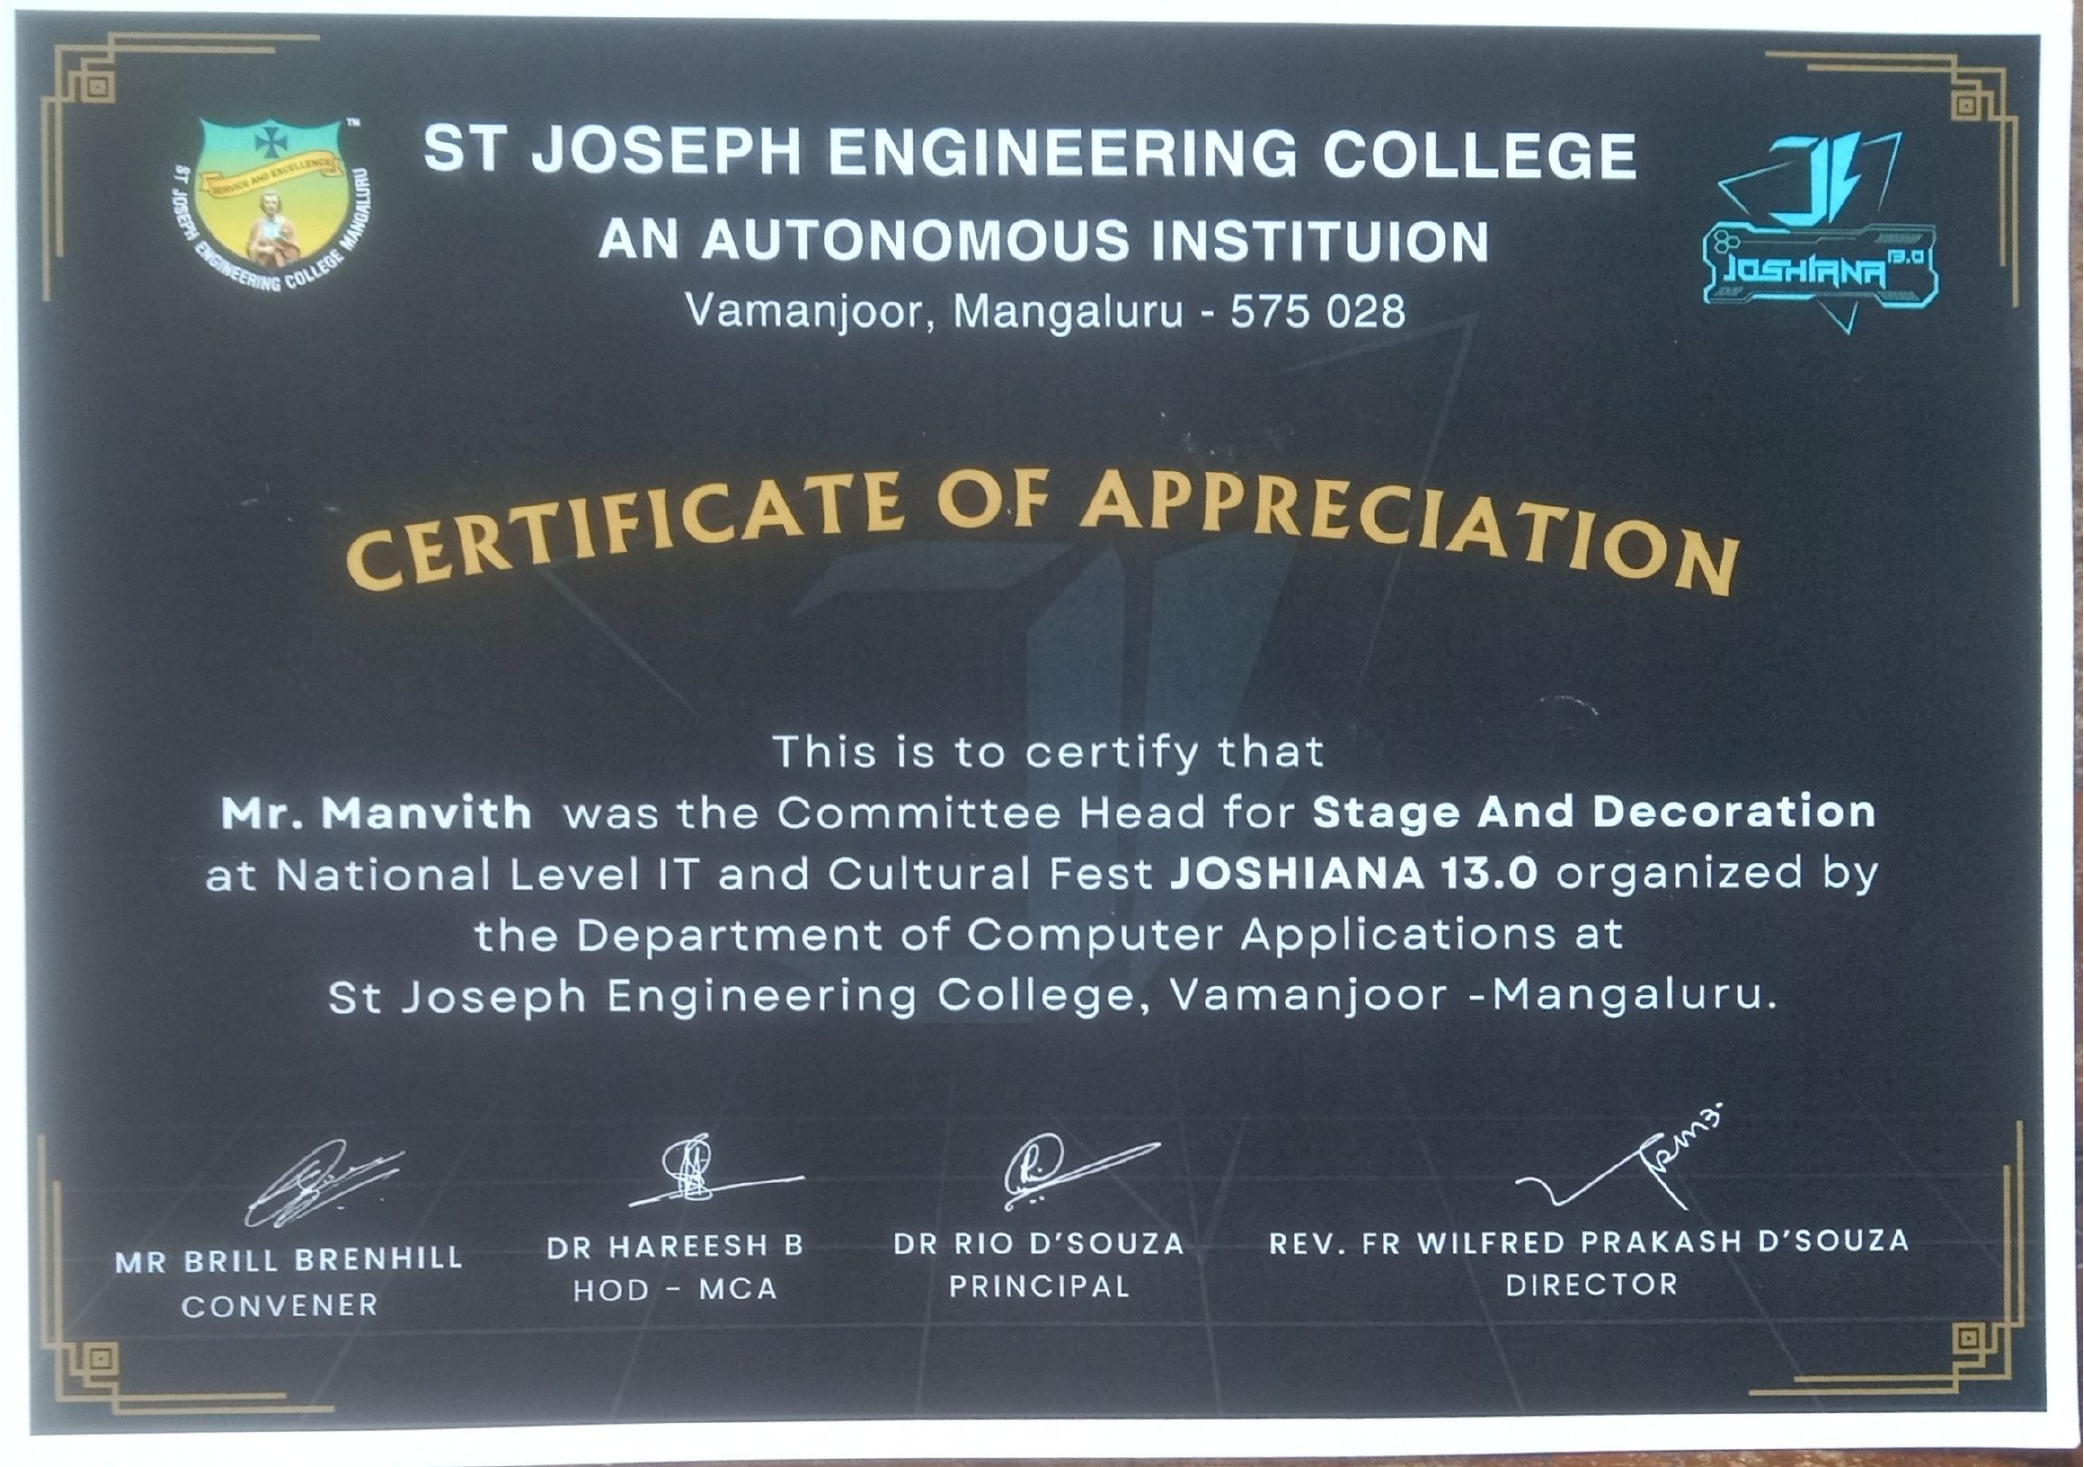 ST JOSEPH ENGINEERING COLLEGE
AN AUTONOMOUS INSTITUION
Vamanjoor, Mangaluru - 575 028
SERVICE AND EXCELLENCE
ST JOSEPH ENGINEERING COLLEGE MANGALURU
TM
JOSHIANA 13.0
CERTIFICATE OF APPRECIATION
This is to certify that
Mr. Manvith was the Committee Head for Stage And Decoration
at National Level IT and Cultural Fest JOSHIANA 13.0 organized by
the Department of Computer Applications at
St Joseph Engineering College, Vamanjoor -Mangaluru.
MR BRILL BRENHILL
CONVENER
DR HAREESH B
HOD - MCA
DR RIO D'SOUZA
PRINCIPAL
REV. FR WILFRED PRAKASH D'SOUZA
DIRECTOR